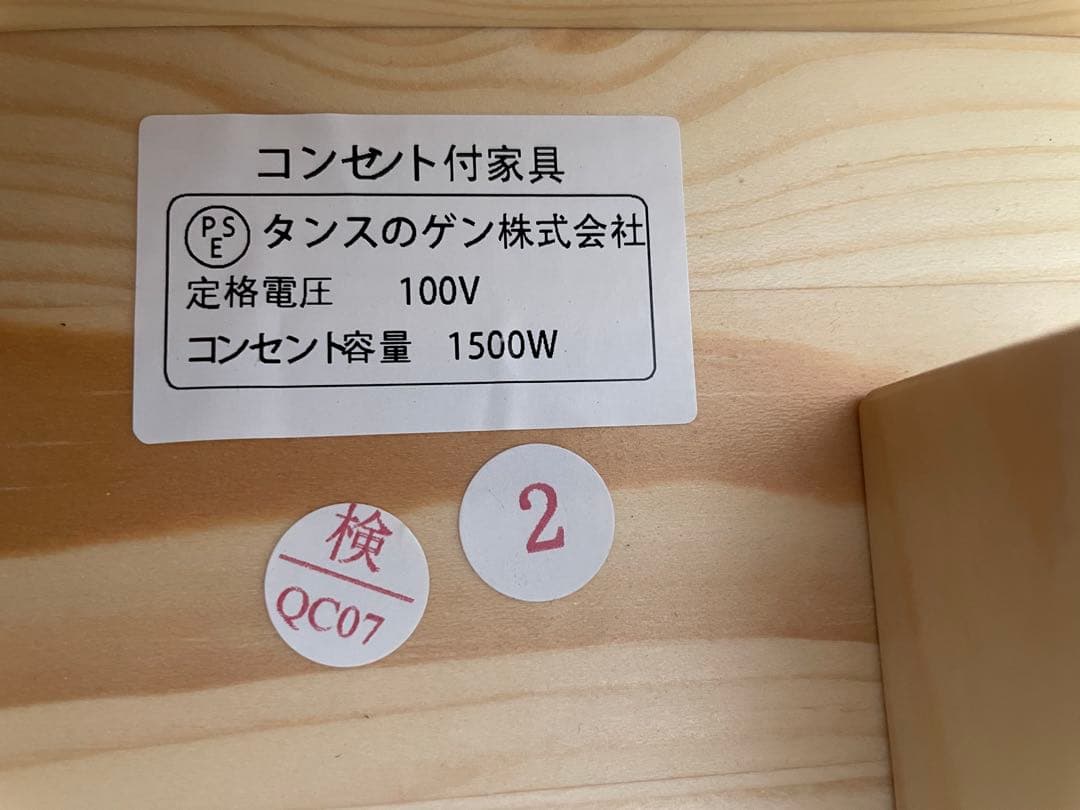 コンセント付家具
PSE タンスのゲン株式会社
定格電圧 100V
コンセント容量 1500W
2
検
QC07